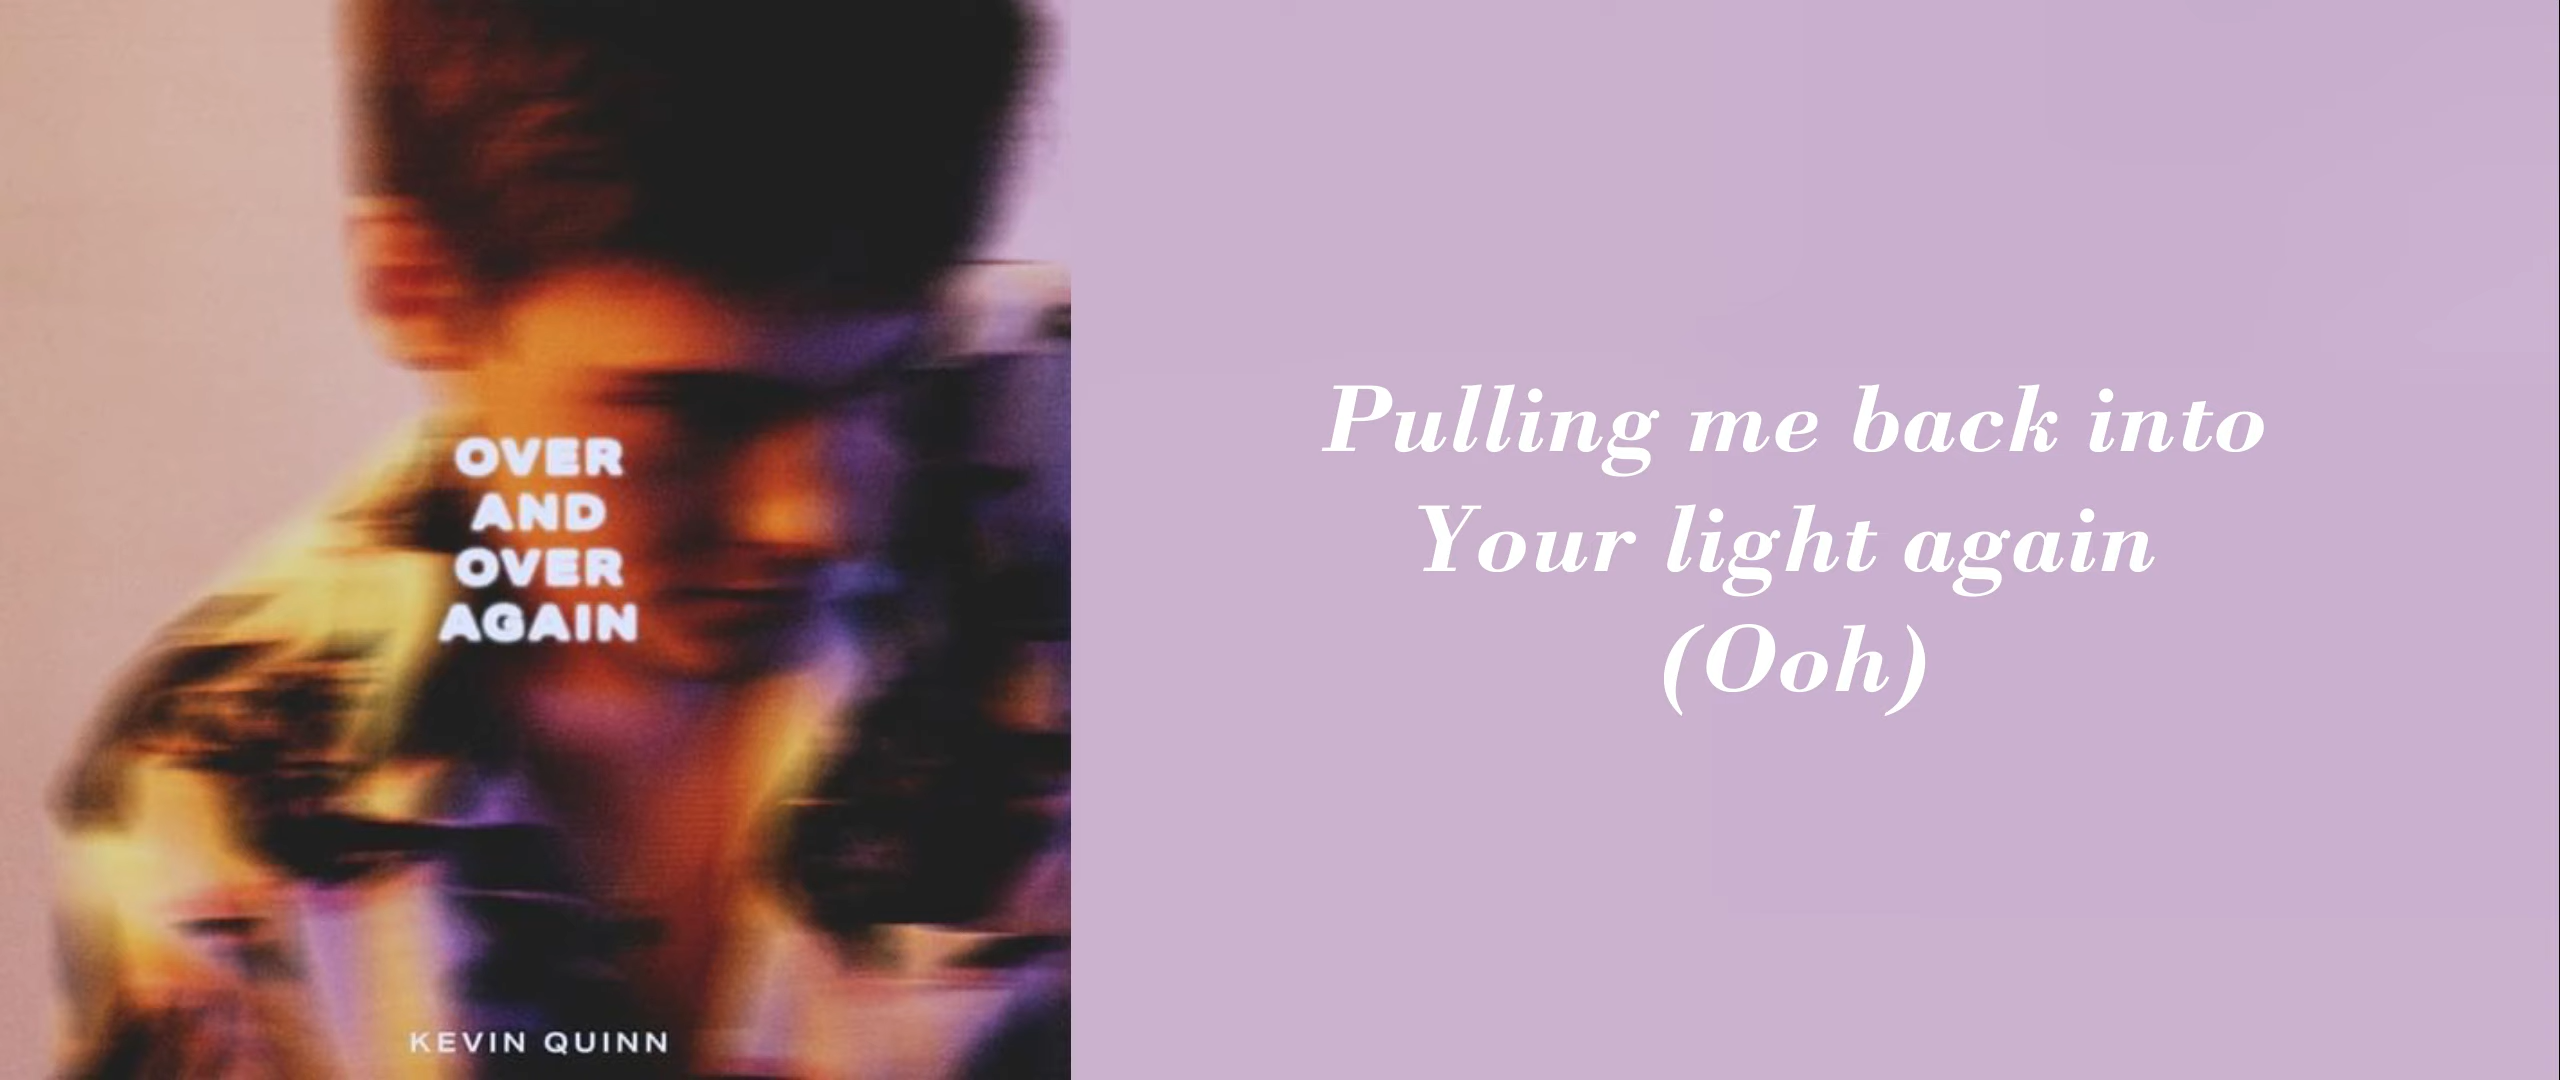 OVER
AND
OVER
AGAIN
KEVIN QUINN
Pulling me back into
Your light again
(Ooh)